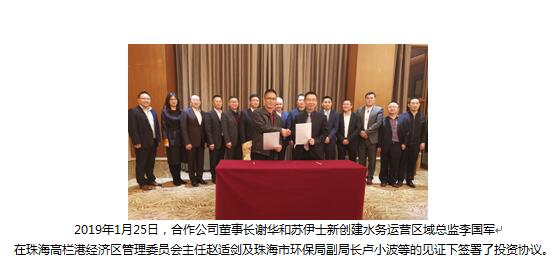 2019年1月25日，合作公司董事长谢华和苏伊士新创建水务运营区域总监李国军
在珠海高栏港经济区管理委员会主任赵适剑及珠海市环保局副局长卢小波等的见证下签署了投资协议。